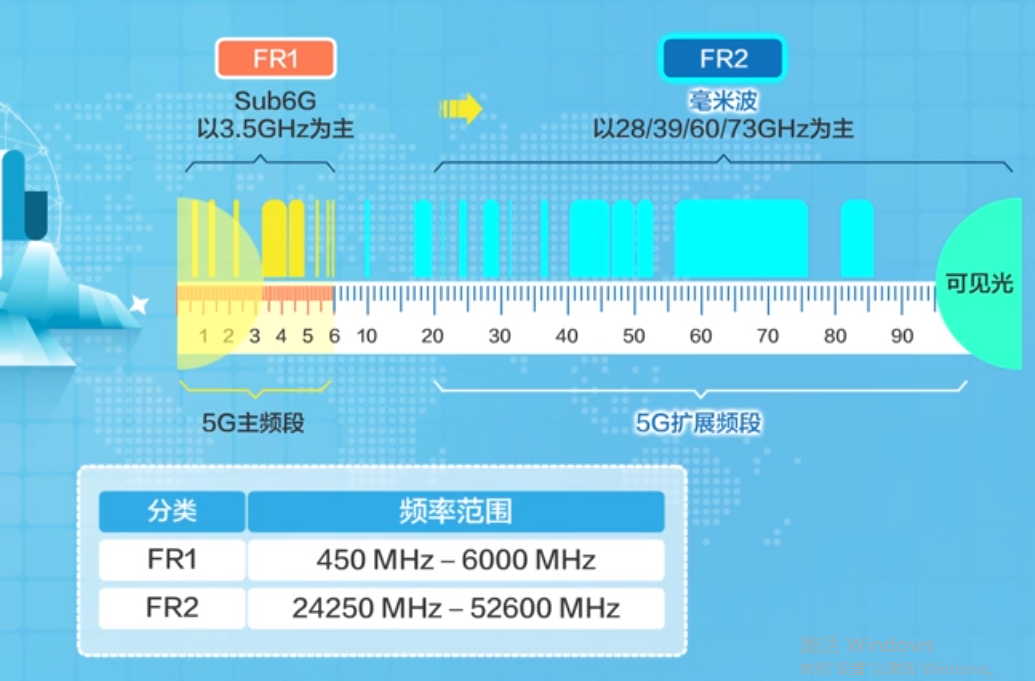 FR1
FR2
Sub6G
毫米波
以3.5GHz为主
以28/39/60/73GHz为主
可见光
1 2 3 4 5 6 10 20 30 40 50 60 70 80 90
5G主频段
5G扩展频段
分类 频率范围
FR1 450 MHz – 6000 MHz
FR2 24250 MHz – 52600 MHz
激活 Windows